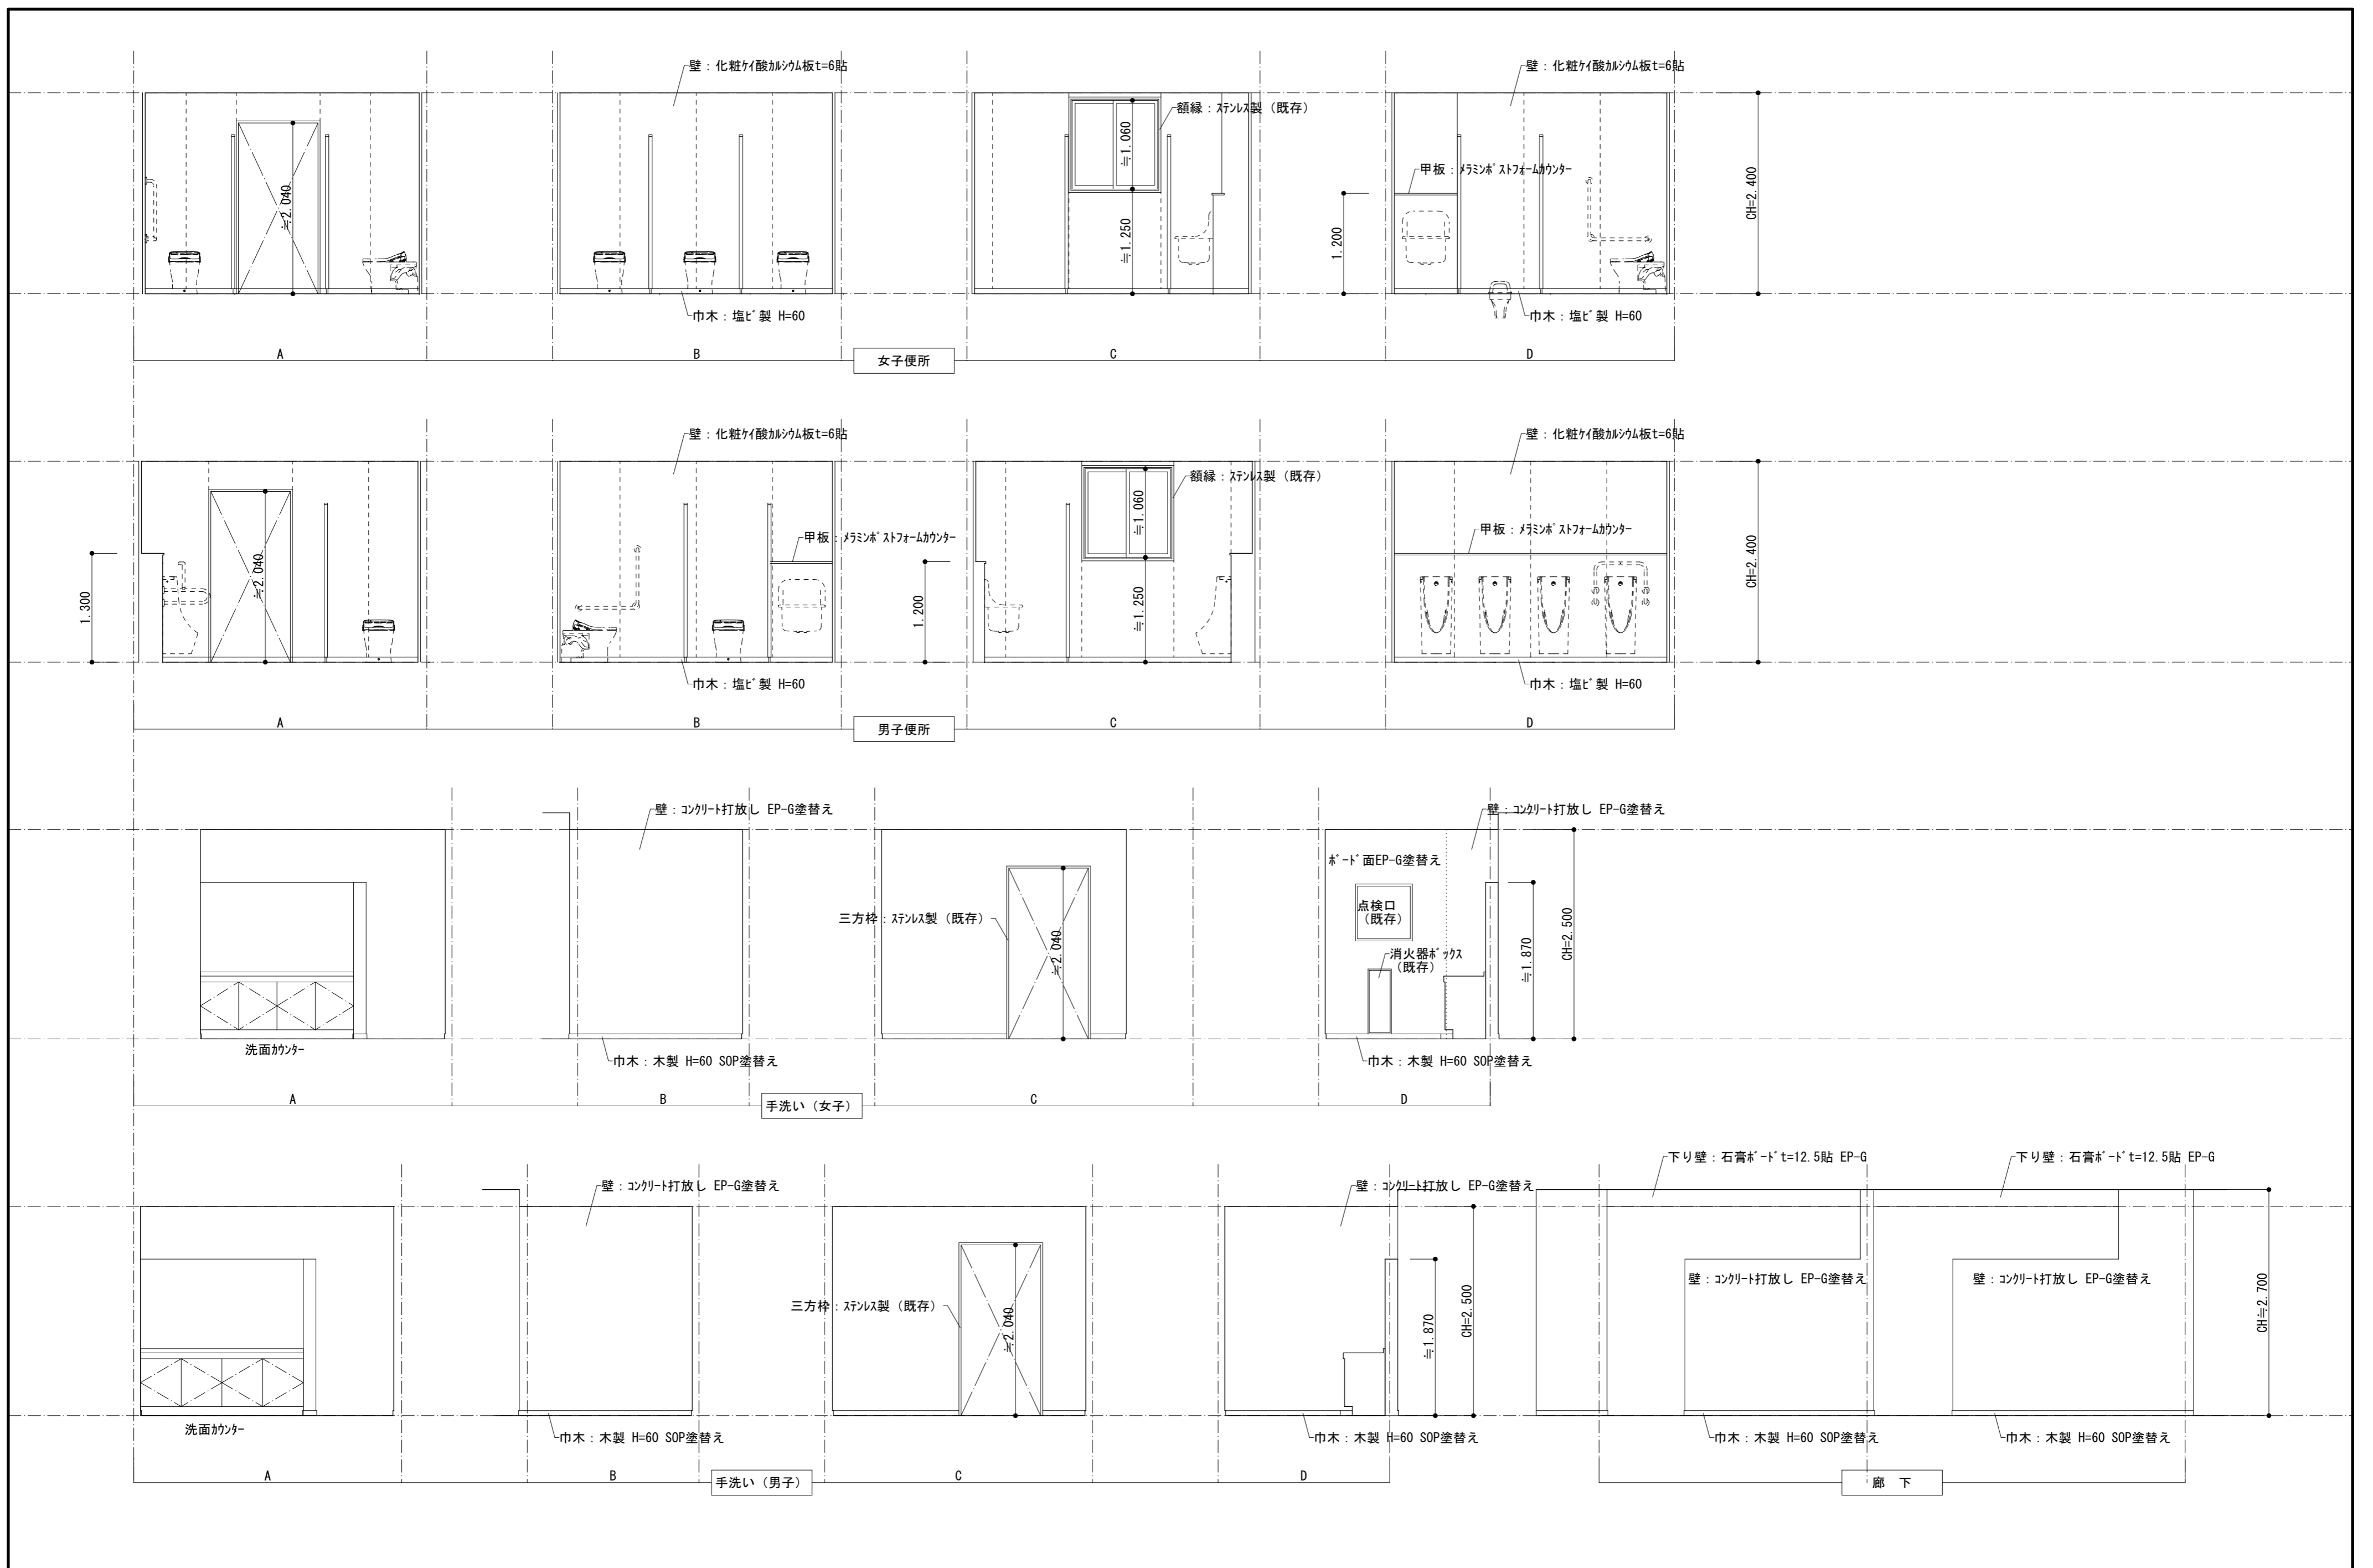 壁：化粧ｹｲ酸ｶﾙｼｳﾑ板t=6貼
壁：化粧ｹｲ酸ｶﾙｼｳﾑ板t=6貼
額縁：ｽﾃﾝﾚｽ製（既存）
≒1.060
甲板：ﾒﾗﾐﾝﾎﾟｽﾄﾌｫｰﾑｶｳﾝﾀｰ
≒2.040
≒1.250
1.200
CH=2.400
巾木：塩ﾋﾞ製 H=60
巾木：塩ﾋﾞ製 H=60
A
B
C
D
女子便所
壁：化粧ｹｲ酸ｶﾙｼｳﾑ板t=6貼
壁：化粧ｹｲ酸ｶﾙｼｳﾑ板t=6貼
額縁：ｽﾃﾝﾚｽ製（既存）
≒1.060
甲板：ﾒﾗﾐﾝﾎﾟｽﾄﾌｫｰﾑｶｳﾝﾀｰ
甲板：ﾒﾗﾐﾝﾎﾟｽﾄﾌｫｰﾑｶｳﾝﾀｰ
1.300
≒2.040
1.200
≒1.250
CH=2.400
巾木：塩ﾋﾞ製 H=60
巾木：塩ﾋﾞ製 H=60
A
B
C
D
男子便所
壁：ｺﾝｸﾘｰﾄ打放し EP-G塗替え
壁：ｺﾝｸﾘｰﾄ打放し EP-G塗替え
ﾎﾞｰﾄﾞ面EP-G塗替え
点検口
（既存）
三方枠：ｽﾃﾝﾚｽ製（既存）
≒2.040
消火器ﾎﾞｯｸｽ
（既存）
≒1.870
CH=2.500
洗面ｶｳﾝﾀｰ
巾木：木製 H=60 SOP塗替え
巾木：木製 H=60 SOP塗替え
A
B
C
D
手洗い（女子）
下り壁：石膏ﾎﾞｰﾄﾞt=12.5貼 EP-G
下り壁：石膏ﾎﾞｰﾄﾞt=12.5貼 EP-G
壁：ｺﾝｸﾘｰﾄ打放し EP-G塗替え
壁：ｺﾝｸﾘｰﾄ打放し EP-G塗替え
壁：ｺﾝｸﾘｰﾄ打放し EP-G塗替え
壁：ｺﾝｸﾘｰﾄ打放し EP-G塗替え
三方枠：ｽﾃﾝﾚｽ製（既存）
≒2.040
≒1.870
CH=2.500
CH≒2.700
洗面ｶｳﾝﾀｰ
巾木：木製 H=60 SOP塗替え
巾木：木製 H=60 SOP塗替え
巾木：木製 H=60 SOP塗替え
巾木：木製 H=60 SOP塗替え
A
B
C
D
手洗い（男子）
廊　下